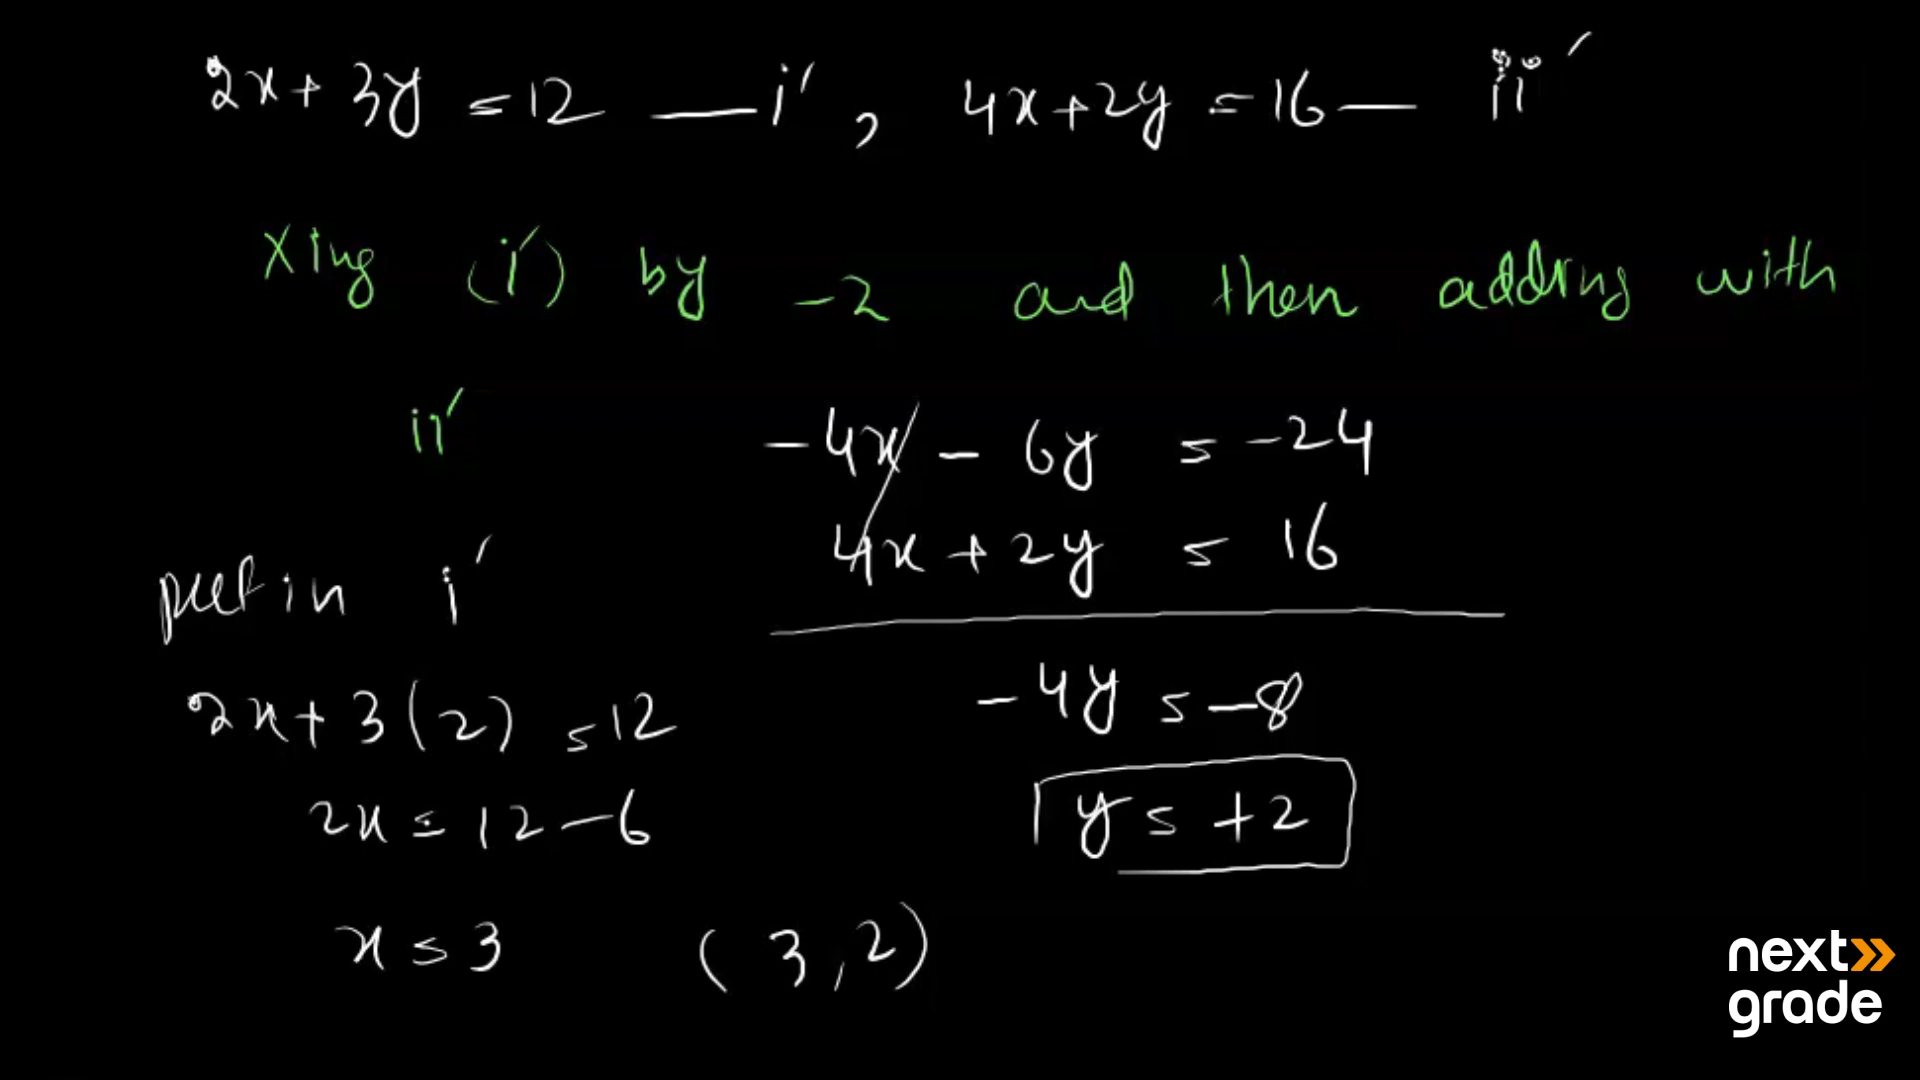 2x + 3y = 12 — i , 4x + 2y = 16 — ii
Xing (i) by -2 and then adding with
ii
-4x - 6y = -24
4x + 2y = 16
-4y = -8
y = +2
put in i
2x + 3(2) = 12
2x = 12 - 6
x = 3 (3,2)
next
grade